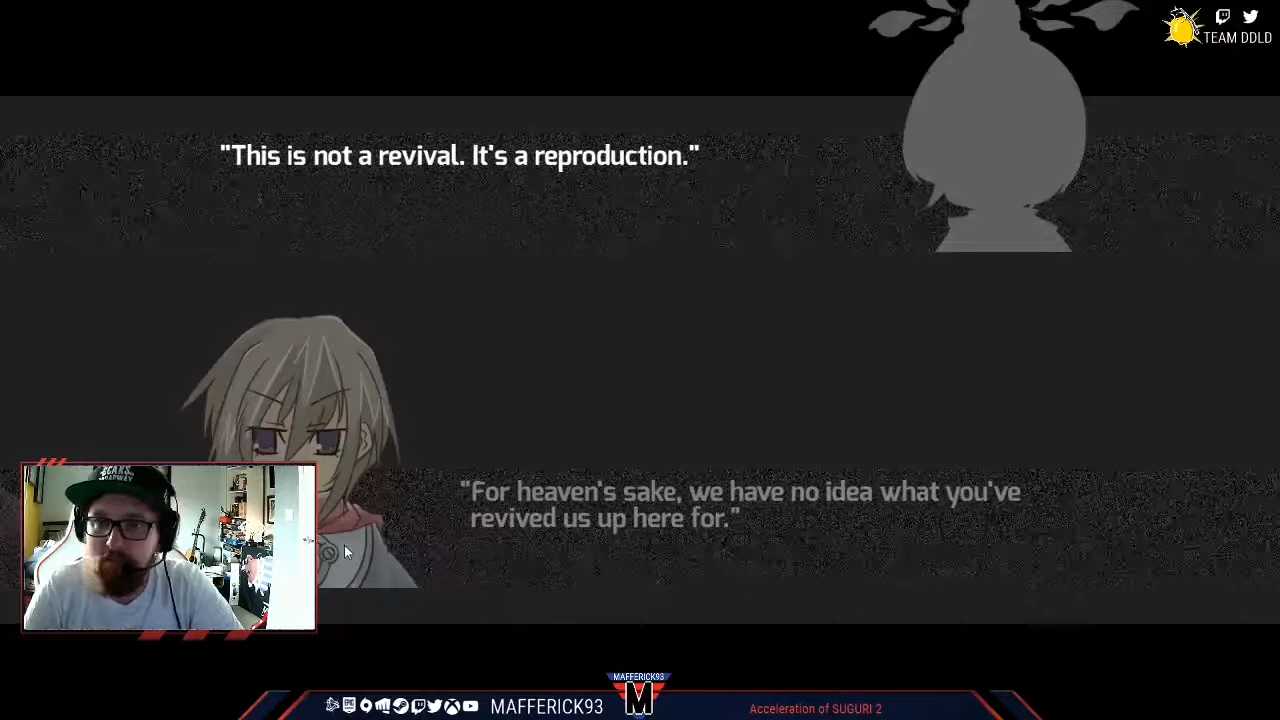 TEAM DDLD
"This is not a revival. It's a reproduction."
"For heaven's sake, we have no idea what you've
revived us up here for."
MAFFERICK93
M
MAFFERICK93
Acceleration of SUGURI 2